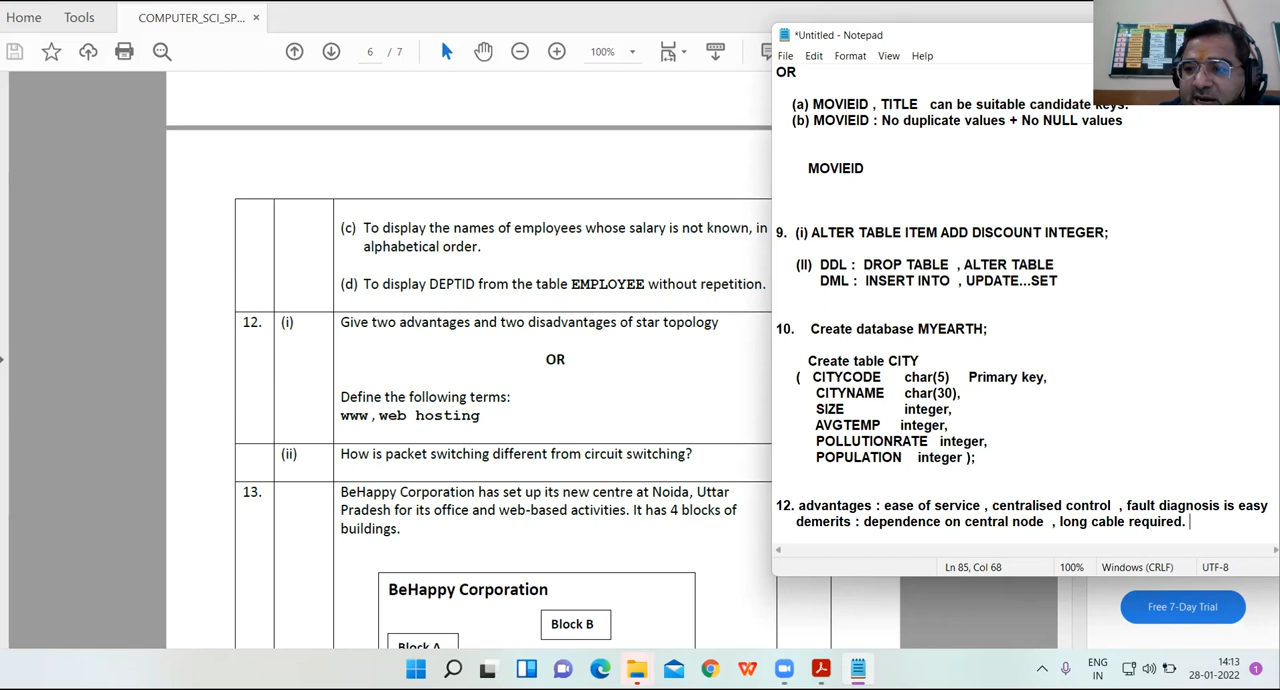 Home Tools COMPUTER_SCI_SP... ×
6 / 7 100%
(c) To display the names of employees whose salary is not known, in
alphabetical order.
(d) To display DEPTID from the table EMPLOYEE without repetition.
12. (i) Give two advantages and two disadvantages of star topology
OR
Define the following terms:
www , web hosting
(ii) How is packet switching different from circuit switching?
13. BeHappy Corporation has set up its new centre at Noida, Uttar
Pradesh for its office and web-based activities. It has 4 blocks of
buildings.
BeHappy Corporation
Block B
Block A
*Untitled - Notepad
File Edit Format View Help
OR
(a) MOVIEID , TITLE can be suitable candidate keys.
(b) MOVIEID : No duplicate values + No NULL values
MOVIEID
9. (i) ALTER TABLE ITEM ADD DISCOUNT INTEGER;
(II) DDL : DROP TABLE , ALTER TABLE
DML : INSERT INTO , UPDATE...SET
10. Create database MYEARTH;
Create table CITY
( CITYCODE char(5) Primary key,
CITYNAME char(30),
SIZE integer,
AVGTEMP integer,
POLLUTIONRATE integer,
POPULATION integer );
12. advantages : ease of service , centralised control , fault diagnosis is easy
demerits : dependence on central node , long cable required.
Ln 85, Col 68 100% Windows (CRLF) UTF-8
Free 7-Day Trial
ENG
IN
14:13
28-01-2022
1